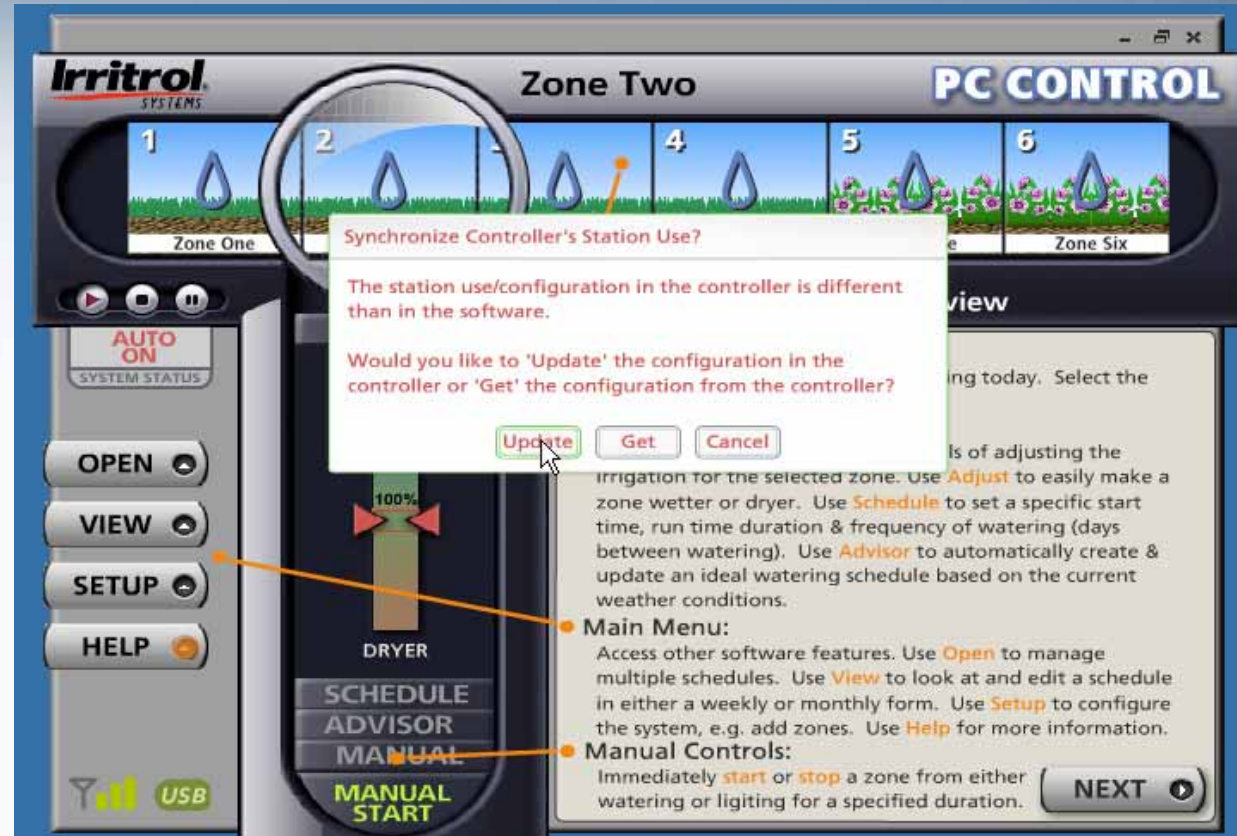 Irritrol
SYSTEMS
Zone Two
PC CONTROL
1
2
4
5
6
Zone One
Zone Six
Synchronize Controller's Station Use?
The station use/configuration in the controller is different
than in the software.
Would you like to 'Update' the configuration in the
controller or 'Get' the configuration from the controller?
Update
Get
Cancel
AUTO
ON
SYSTEM STATUS
OPEN
VIEW
SETUP
HELP
USB
100%
DRYER
SCHEDULE
ADVISOR
MANUAL
MANUAL
START
today. Select the
of adjusting the
irrigation for the selected zone. Use Adjust to easily make a
zone wetter or dryer. Use Schedule to set a specific start
time, run time duration & frequency of watering (days
between watering). Use Advisor to automatically create &
update an ideal watering schedule based on the current
weather conditions.
Main Menu:
Access other software features. Use Open to manage
multiple schedules. Use View to look at and edit a schedule
in either a weekly or monthly form. Use Setup to configure
the system, e.g. add zones. Use Help for more information.
Manual Controls:
Immediately start or stop a zone from either
watering or ligiting for a specified duration.
NEXT